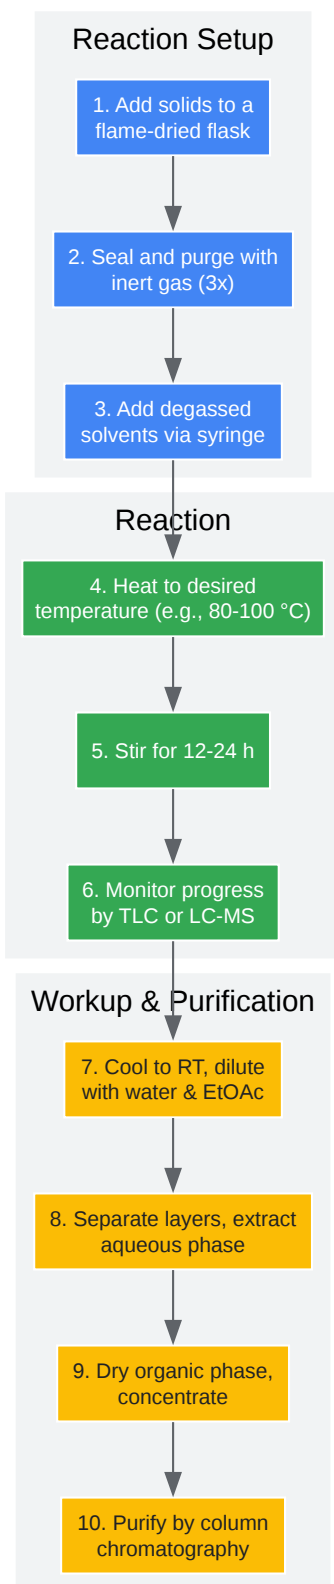 Reaction Setup
1. Add solids to a
flame-dried flask
2. Seal and purge with
inert gas (3x)
3. Add degassed
solvents via syringe
Reaction
4. Heat to desired
temperature (e.g., 80-100 °C)
5. Stir for 12-24 h
6. Monitor progress
by TLC or LC-MS
Workup & Purification
7. Cool to RT, dilute
with water & EtOAc
8. Separate layers, extract
aqueous phase
9. Dry organic phase,
concentrate
10. Purify by column
chromatography